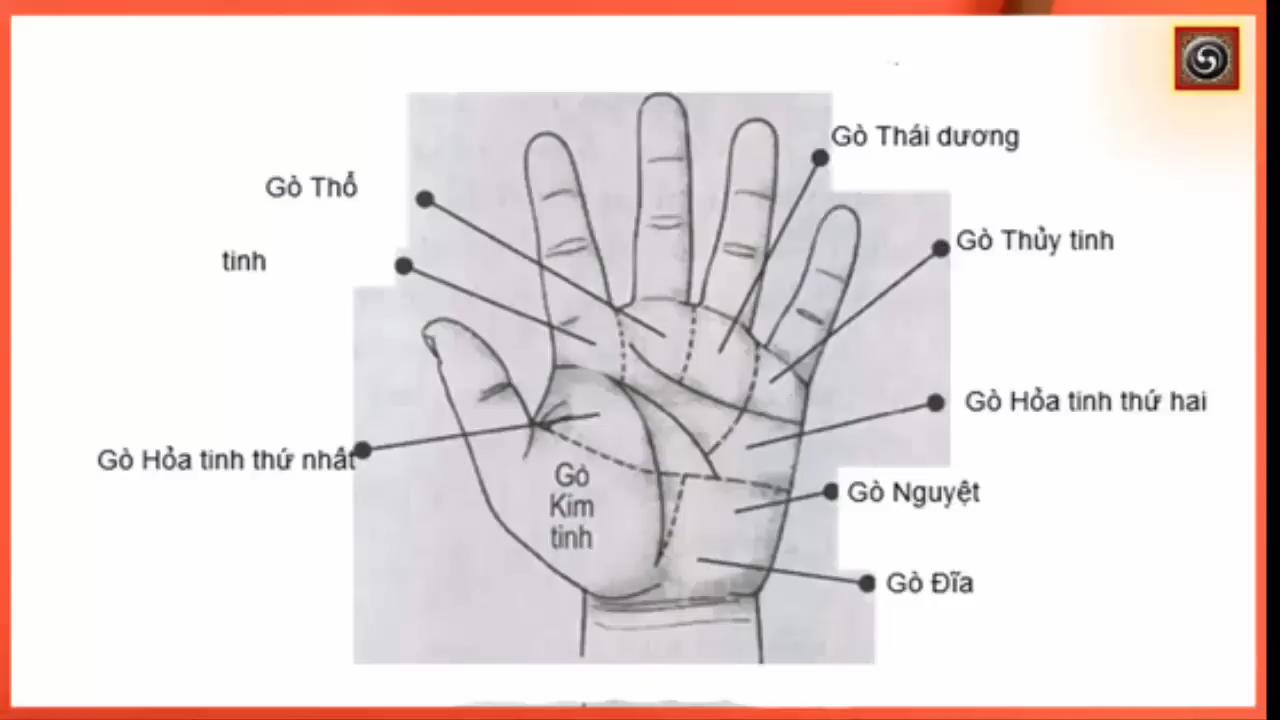 Gò Thái dương
Gò Thổ
Gò Thủy tinh
tinh
Gò Hỏa tinh thứ hai
Gò Hỏa tinh thứ nhất
Gò
Kim
tinh
Gò Nguyệt
Gò Đĩa